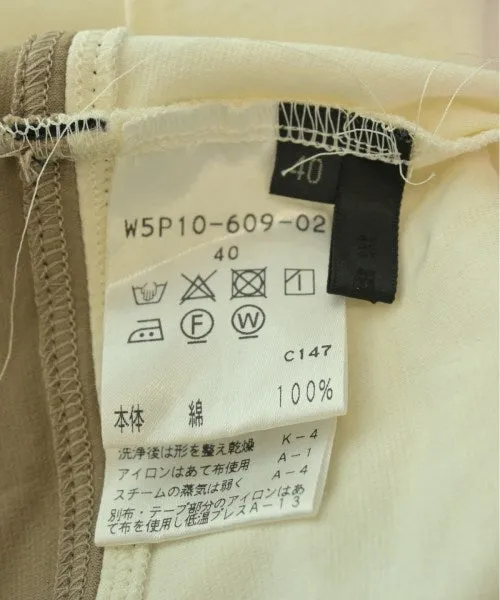 40
W5P10-609-02
40
F W
C147
本体 綿 100%
洗浄後は形を整え乾燥 K-4
アイロンはあて布使用 A-1
スチームの蒸気は弱く A-4
別布・テープ部分のアイロンはあ
て布を使用し低温プレスA-13